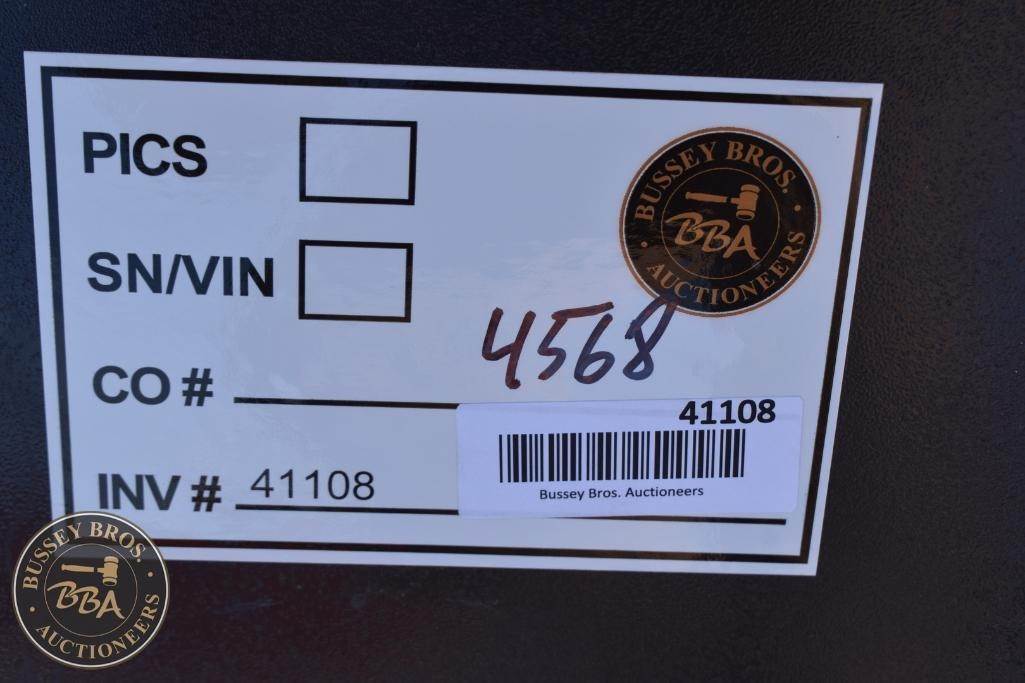 PICS
BUSSEY BROS.
BBA
AUCTIONEERS
SN/VIN
4568
CO #
41108
INV # 41108
Bussey Bros. Auctioneers
BUSSEY BROS.
BBA
AUCTIONEERS